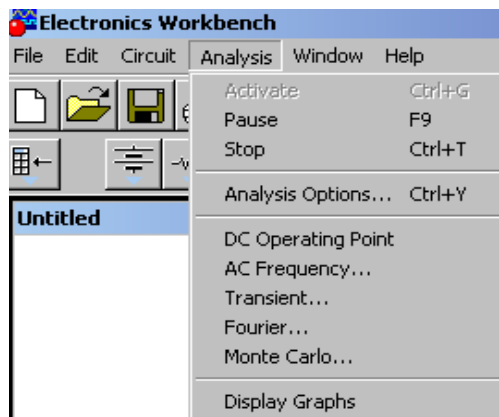 Electronics Workbench
File Edit Circuit Analysis Window Help
Activate Ctrl+G
Pause F9
Stop Ctrl+T
Analysis Options... Ctrl+Y
Untitled
DC Operating Point
AC Frequency...
Transient...
Fourier...
Monte Carlo...
Display Graphs